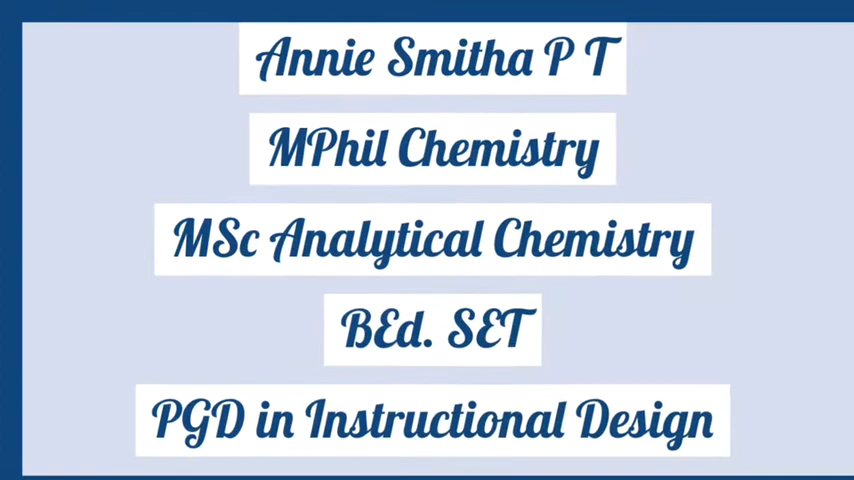 Annie Smitha P T
MPhil Chemistry
MSc Analytical Chemistry
BEd. SET
PGD in Instructional Design